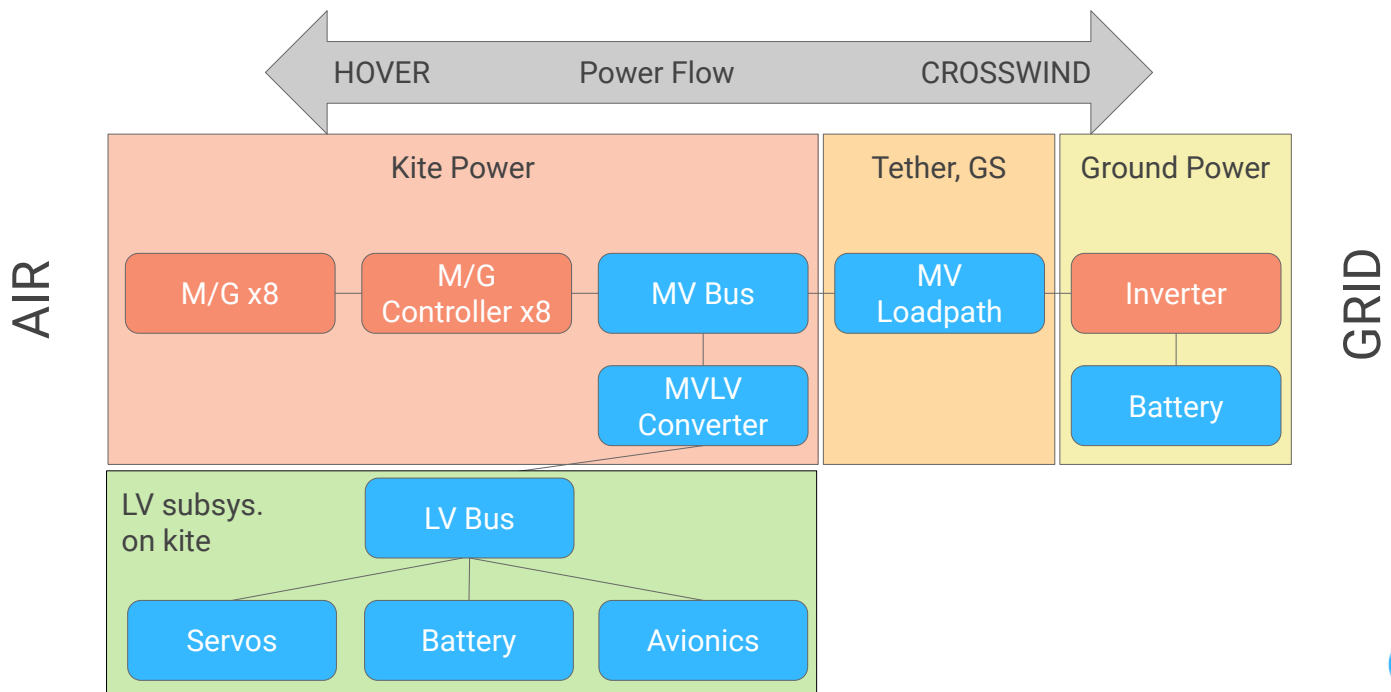 HOVER Power Flow CROSSWIND
AIR
Kite Power
Tether, GS
Ground Power
GRID
M/G x8
M/G
Controller x8
MV Bus
MV
Loadpath
Inverter
MVLV
Converter
Battery
LV subsys.
on kite
LV Bus
Servos
Battery
Avionics